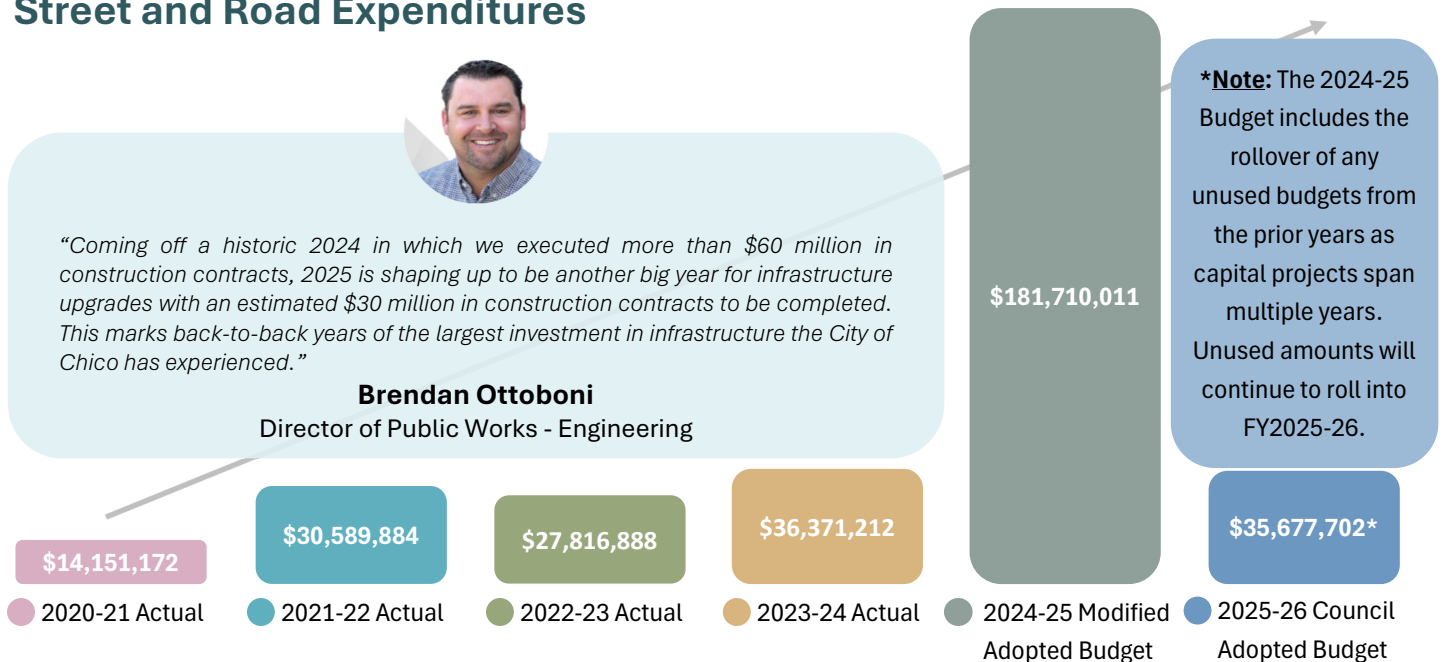 Street and Road Expenditures
“Coming off a historic 2024 in which we executed more than $60 million in
construction contracts, 2025 is shaping up to be another big year for infrastructure
upgrades with an estimated $30 million in construction contracts to be completed.
This marks back-to-back years of the largest investment in infrastructure the City of
Chico has experienced.”
Brendan Ottoboni
Director of Public Works - Engineering
*Note: The 2024-25
Budget includes the
rollover of any
unused budgets from
the prior years as
capital projects span
multiple years.
Unused amounts will
continue to roll into
FY2025-26.
$14,151,172
$30,589,884
$27,816,888
$36,371,212
$181,710,011
$35,677,702*
2020-21 Actual
2021-22 Actual
2022-23 Actual
2023-24 Actual
2024-25 Modified
Adopted Budget
2025-26 Council
Adopted Budget